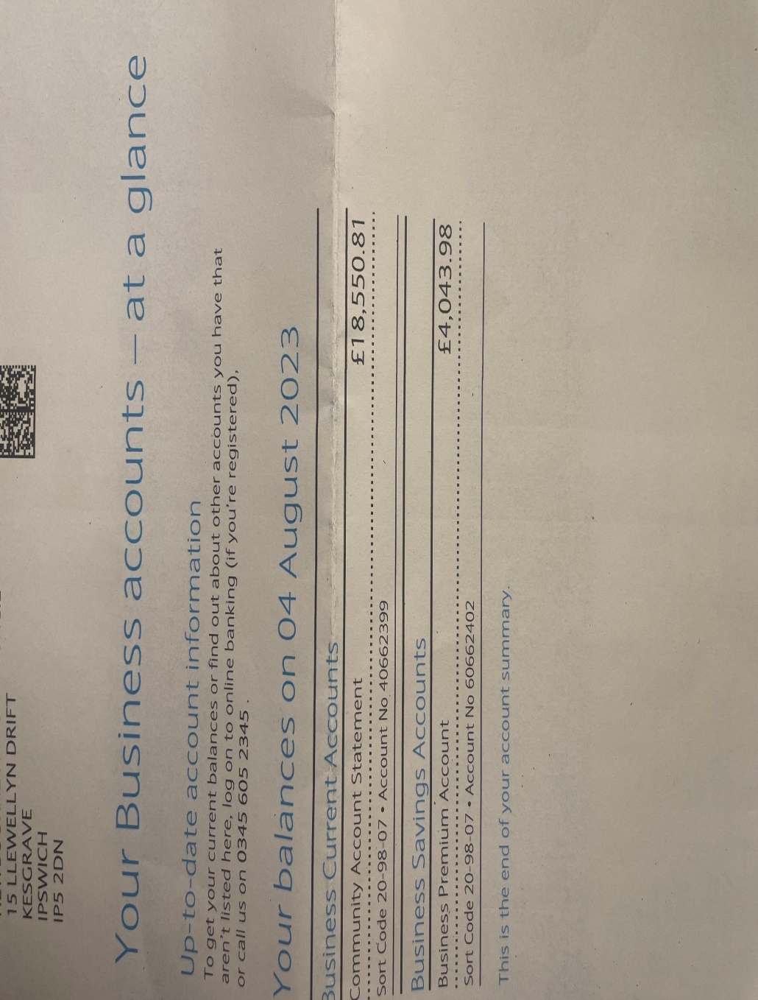 15 LLEWELLYN DRIFT
KESGRAVE
IPSWICH
IP5 2DN
Your Business accounts – at a glance
Up-to-date account information
To get your current balances or find out about other accounts you have that
aren't listed here, log on to online banking (if you're registered),
or call us on 0345 605 2345.
Your balances on 04 August 2023
Business Current Accounts
Community Account Statement £18,550.81
Sort Code 20-98-07 • Account No 40662399
Business Savings Accounts
Business Premium Account £4,043.98
Sort Code 20-98-07 • Account No 60662402
This is the end of your account summary.